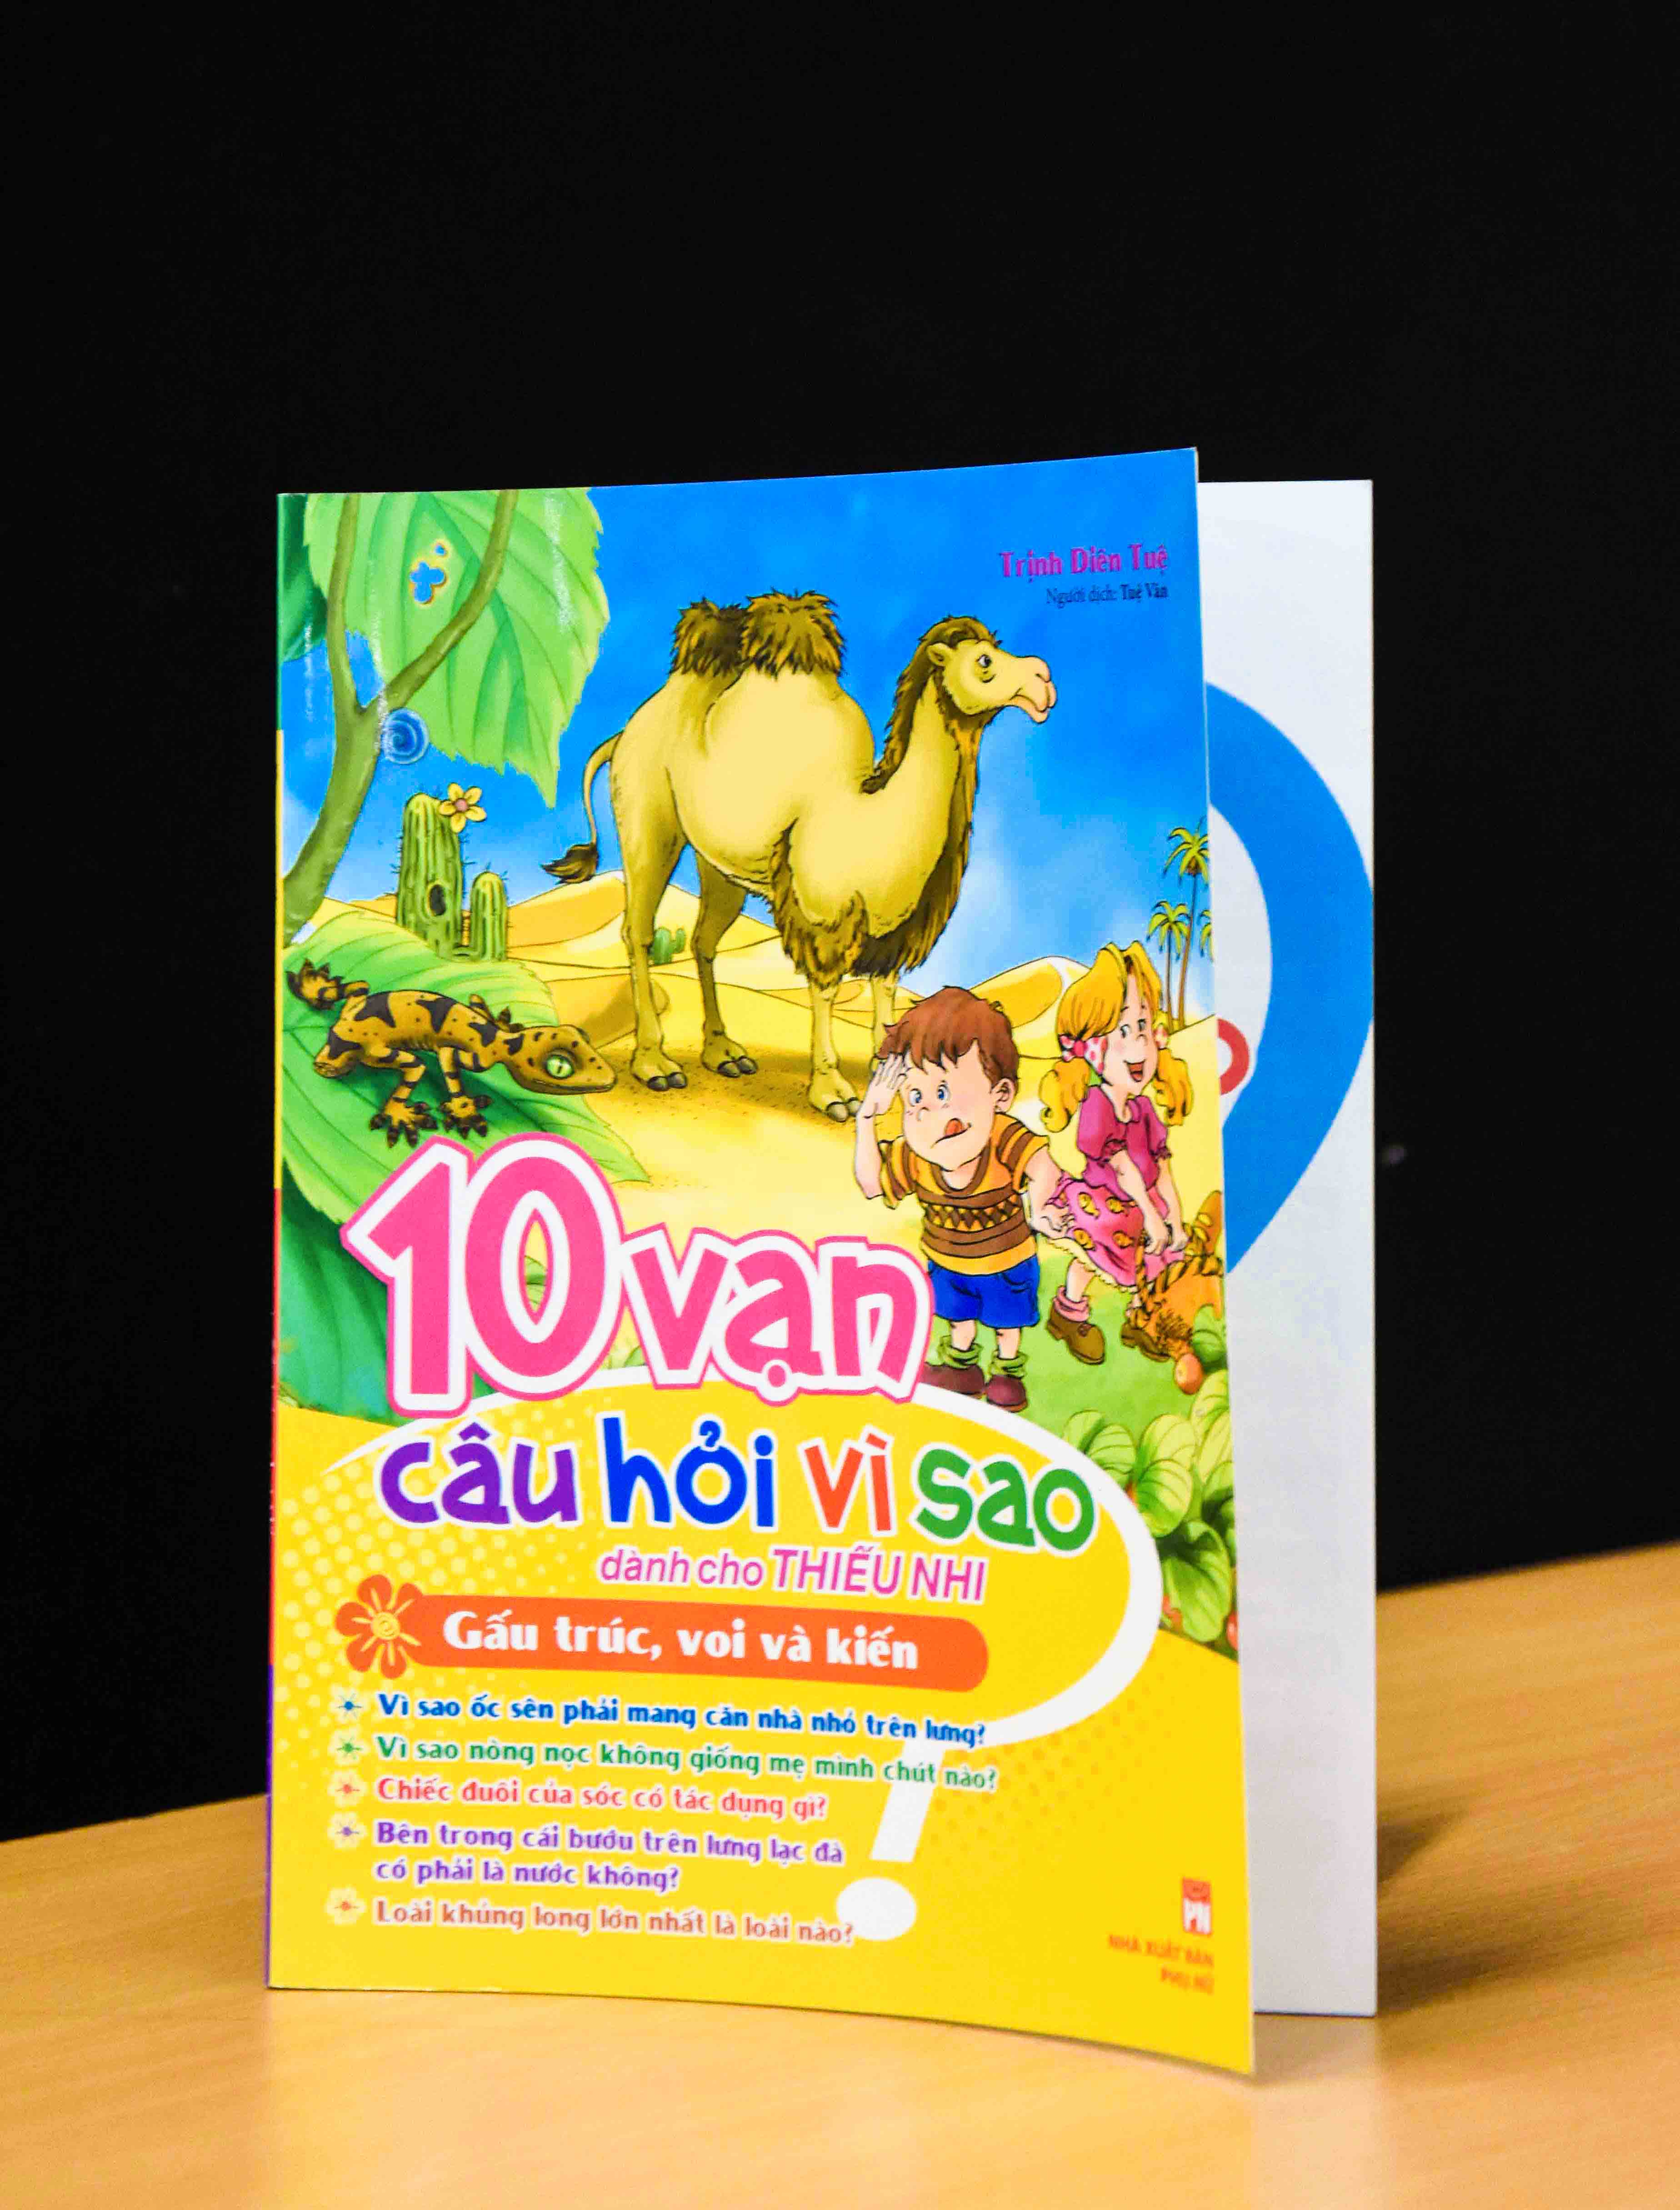 Trịnh Diên Tuệ
Người dịch: Tuệ Văn
10 vạn
câu hỏi vì sao
dành cho THIẾU NHI
Gấu trúc, voi và kiến
Vì sao ốc sên phải mang căn nhà nhỏ trên lưng?
Vì sao nòng nọc không giống mẹ mình chút nào?
Chiếc đuôi của sóc có tác dụng gì?
Bên trong cái bướu trên lưng lạc đà
có phải là nước không?
Loài khủng long lớn nhất là loài nào?
PN
NHÀ XUẤT BẢN
PHỤ NỮ